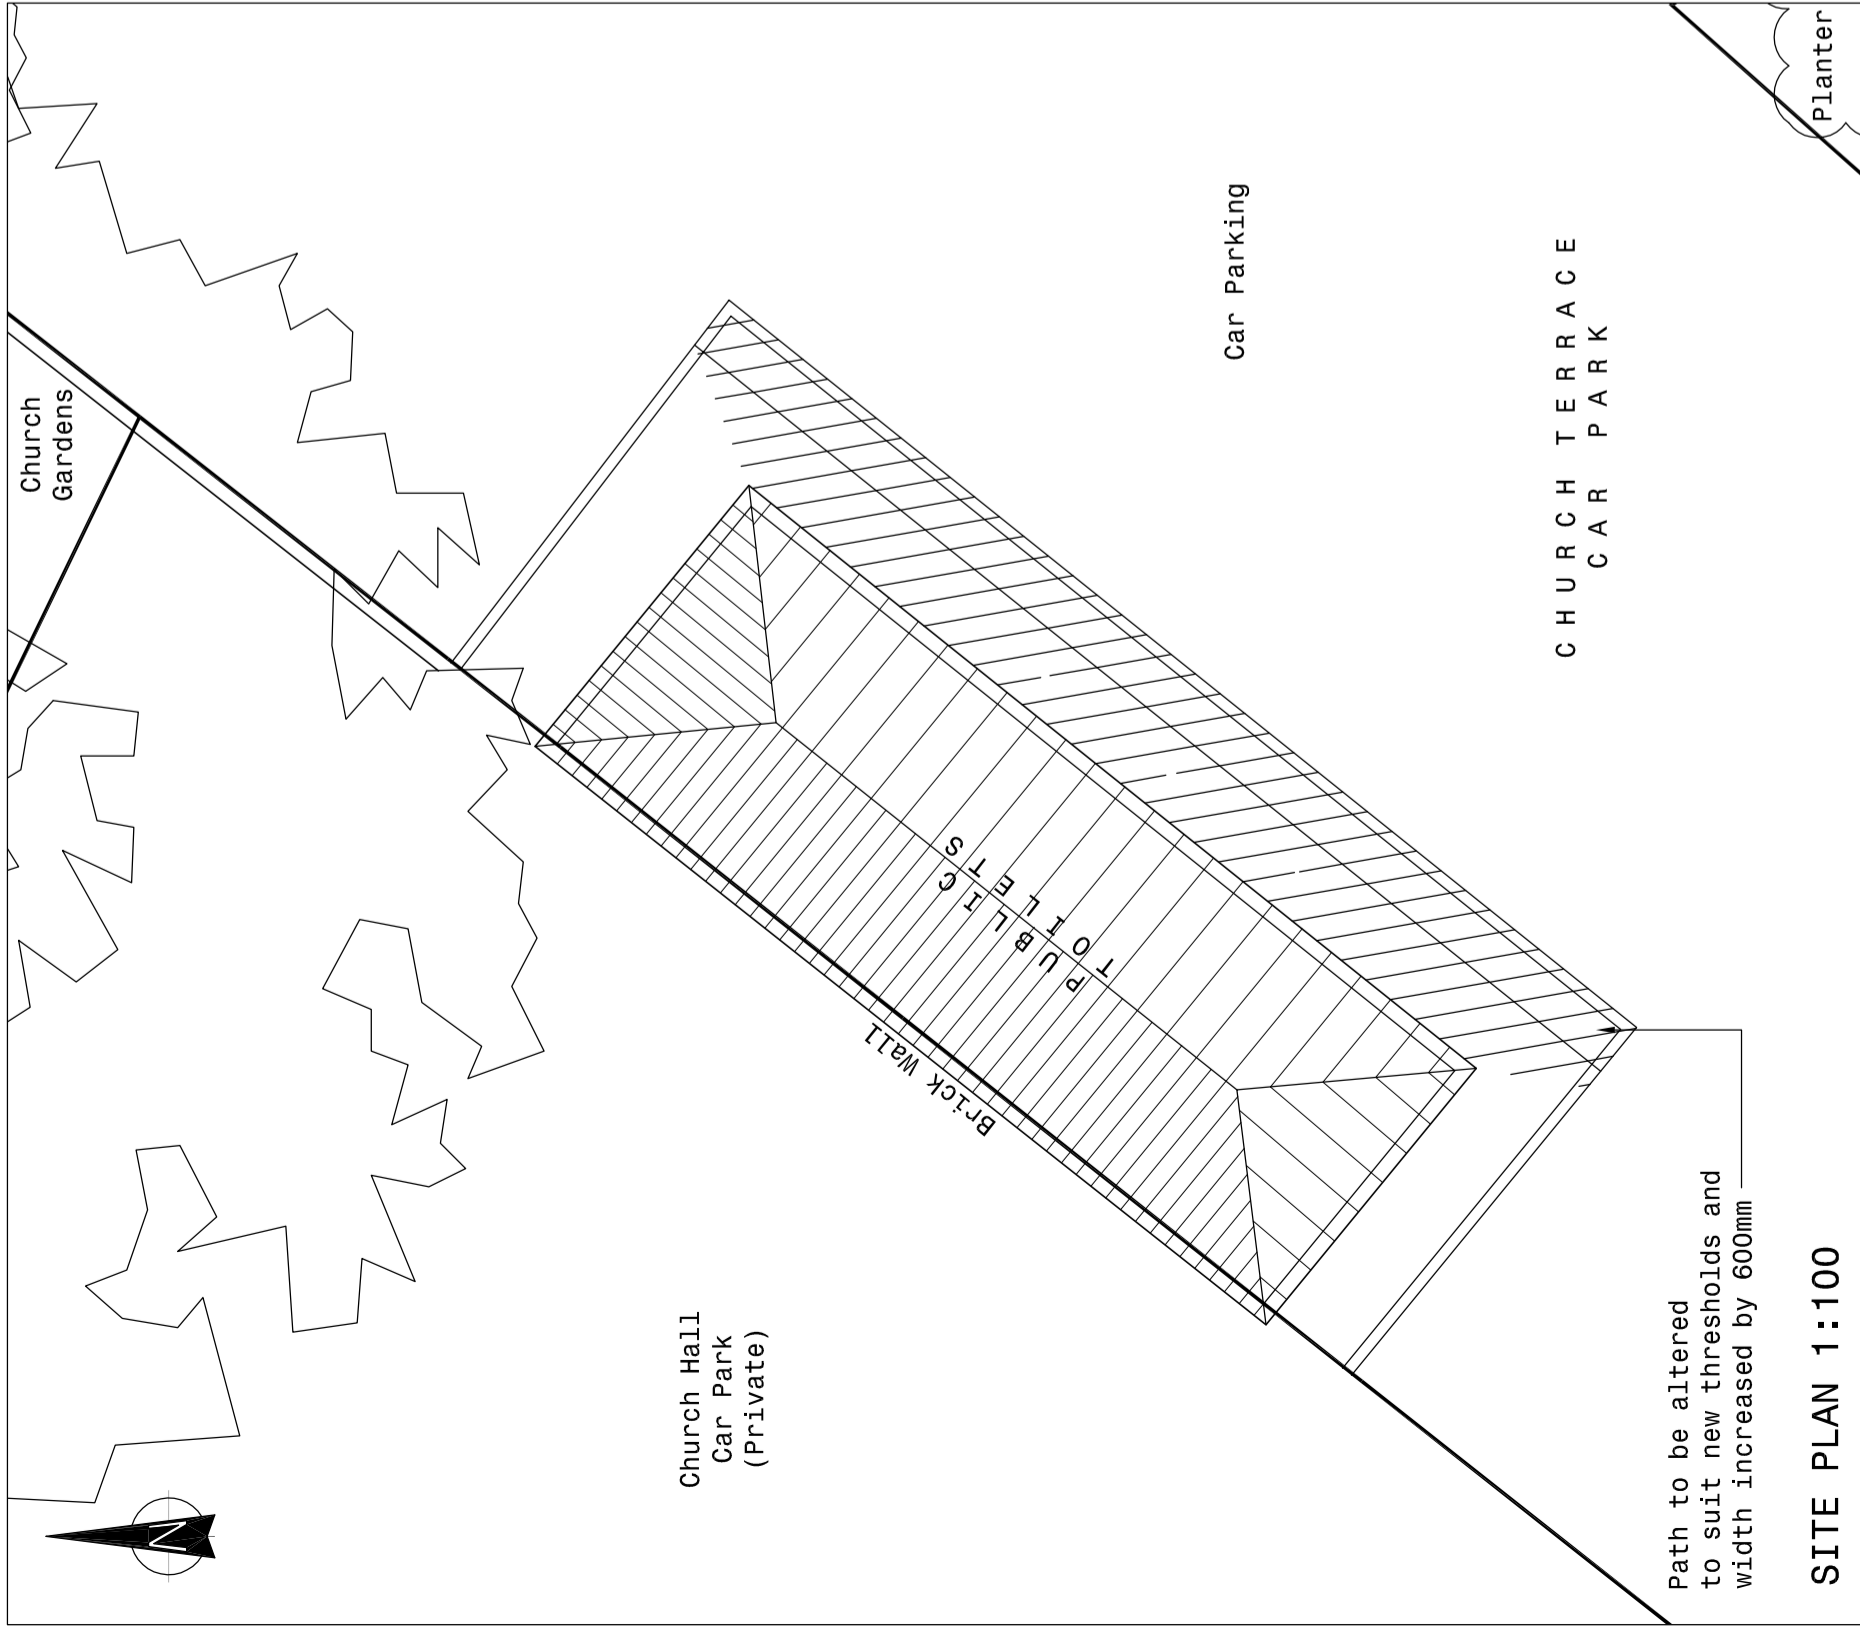 Church
Gardens
Planter
Car Parking
CHURCH TERRACE
CAR PARK
PUBLIC
TOILETS
Brick Wall
Church Hall
Car Park
(Private)
N
Path to be altered
to suit new thresholds and
width increased by 600mm
SITE PLAN 1:100